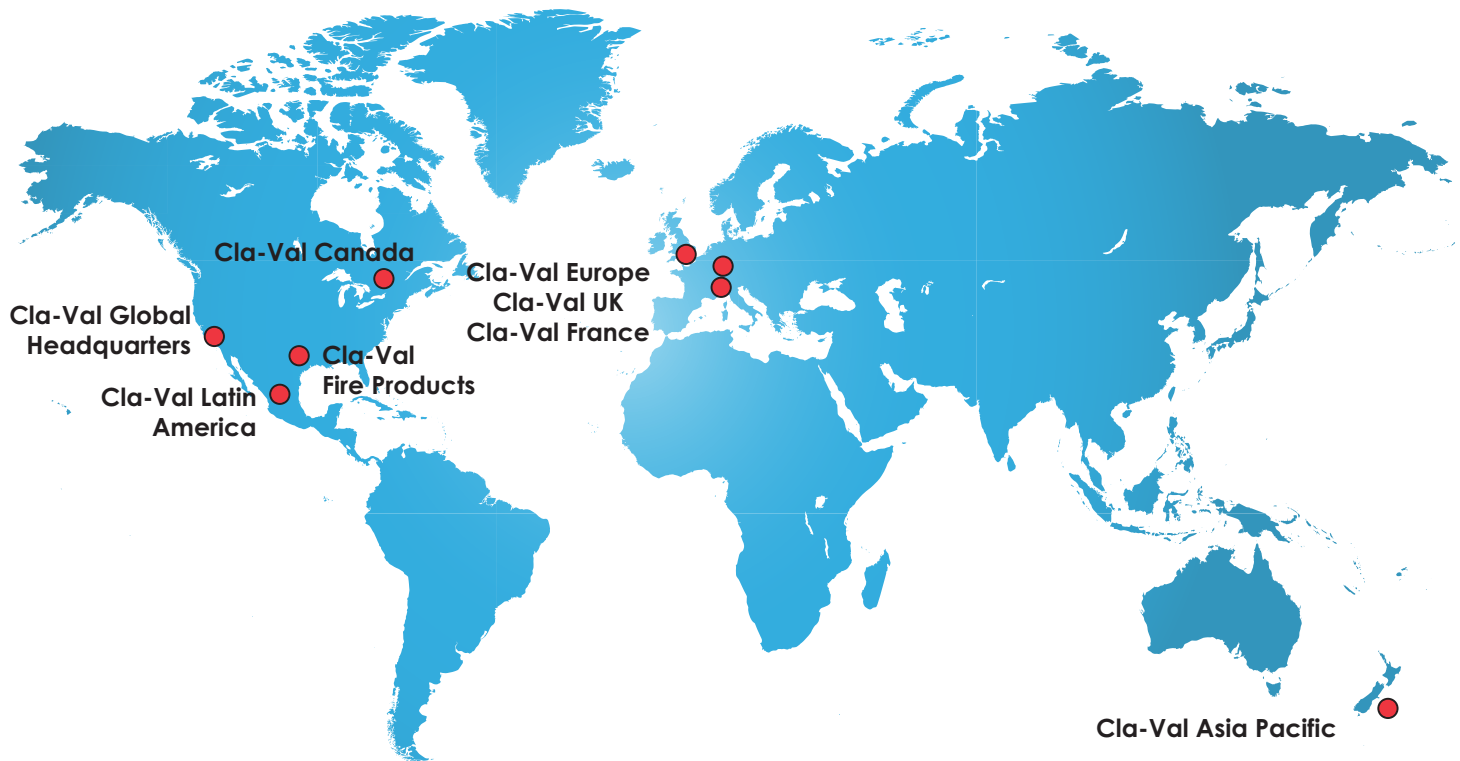 Cla-Val Canada
Cla-Val Global
Headquarters
Cla-Val
Fire Products
Cla-Val Latin
America
Cla-Val Europe
Cla-Val UK
Cla-Val France
Cla-Val Asia Pacific